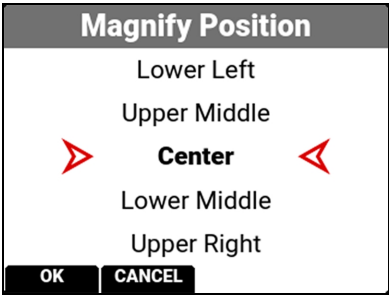 Magnify Position
Lower Left
Upper Middle
Center
Lower Middle
Upper Right
OK CANCEL